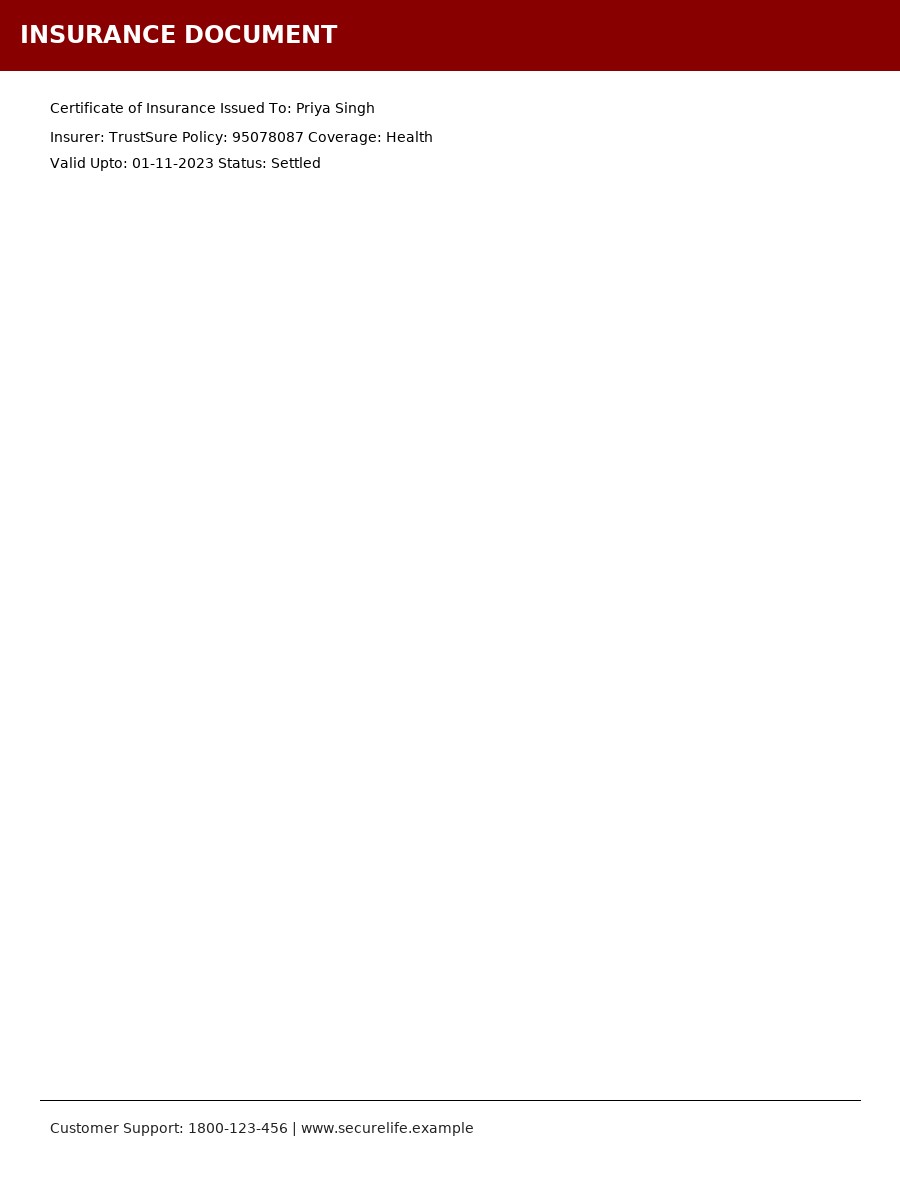 INSURANCE DOCUMENT
Certificate of Insurance Issued To: Priya Singh
Insurer: TrustSure Policy: 95078087 Coverage: Health
Valid Upto: 01-11-2023 Status: Settled
Customer Support: 1800-123-456 | www.securelife.example